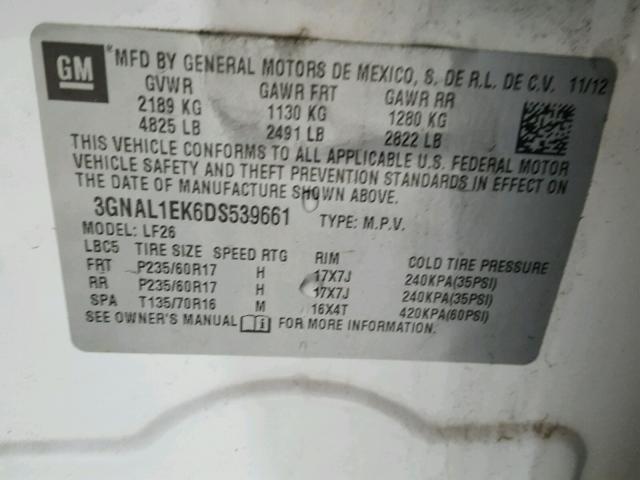 GM
*MFD BY GENERAL MOTORS DE MEXICO, S. DE R.L. DE C.V. 11/12
GVWR GAWR FRT GAWR RR
2189 KG 1130 KG 1280 KG
4825 LB 2491 LB 2822 LB
THIS VEHICLE CONFORMS TO ALL APPLICABLE U.S. FEDERAL MOTOR
VEHICLE SAFETY AND THEFT PREVENTION STANDARDS IN EFFECT ON
THE DATE OF MANUFACTURE SHOWN ABOVE.
3GNAL1EK6DS539661 TYPE: M.P.V.
MODEL: LF26
LBC5 TIRE SIZE SPEED RTG RIM COLD TIRE PRESSURE
FRT P235/60R17 H 17X7J 240KPA(35PSI)
RR P235/60R17 H 17X7J 240KPA(35PSI)
SPA T135/70R16 M 16X4T 420KPA(60PSI)
SEE OWNER'S MANUAL FOR MORE INFORMATION.